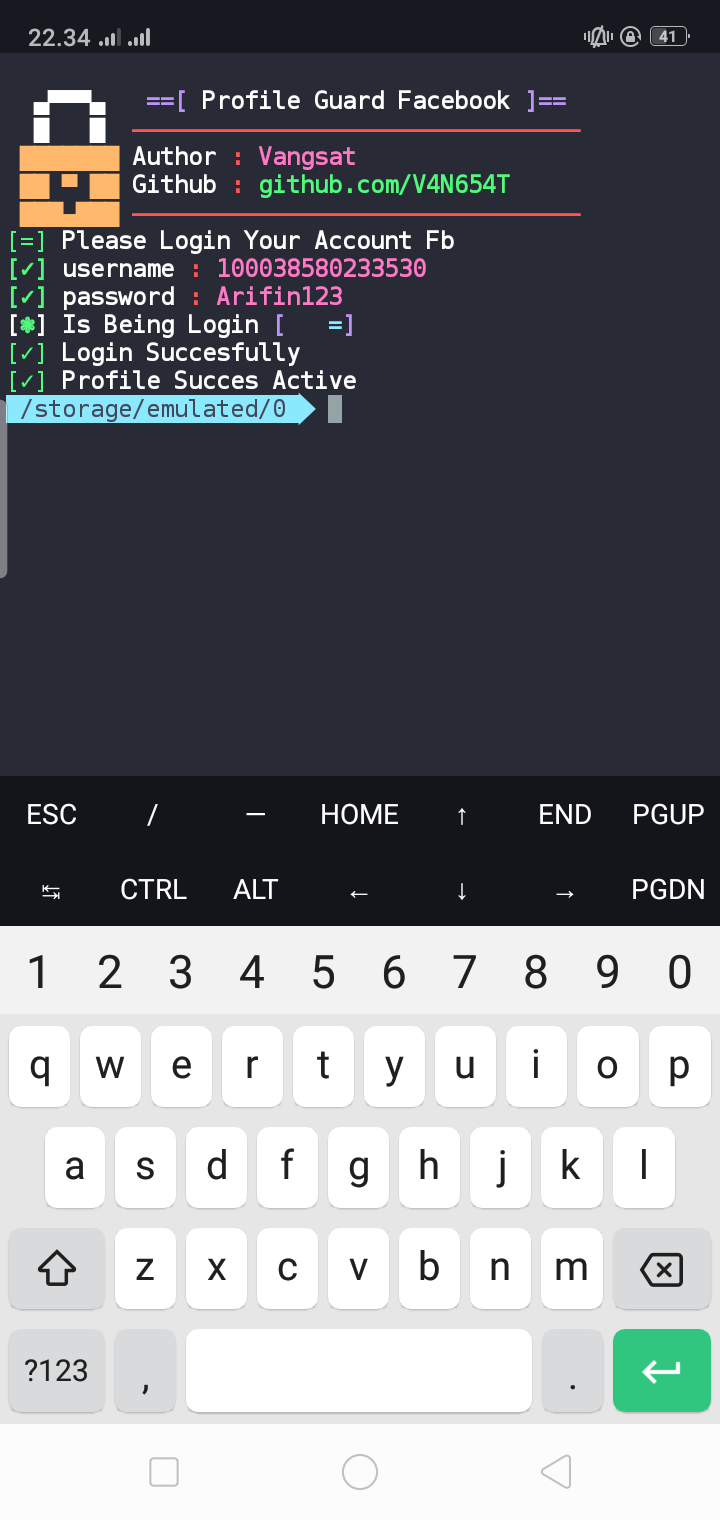 22.34
41
==[ Profile Guard Facebook ]==
Author : Vangsat
Github : github.com/V4N654T
[=] Please Login Your Account Fb
[✓] username : 100038580233530
[✓] password : Arifin123
[✱] Is Being Login [   =]
[✓] Login Succesfully
[✓] Profile Succes Active
/storage/emulated/0
ESC / — HOME ↑ END PGUP
↹ CTRL ALT ← ↓ → PGDN
1 2 3 4 5 6 7 8 9 0
q w e r t y u i o p
a s d f g h j k l
z x c v b n m
?123 , .